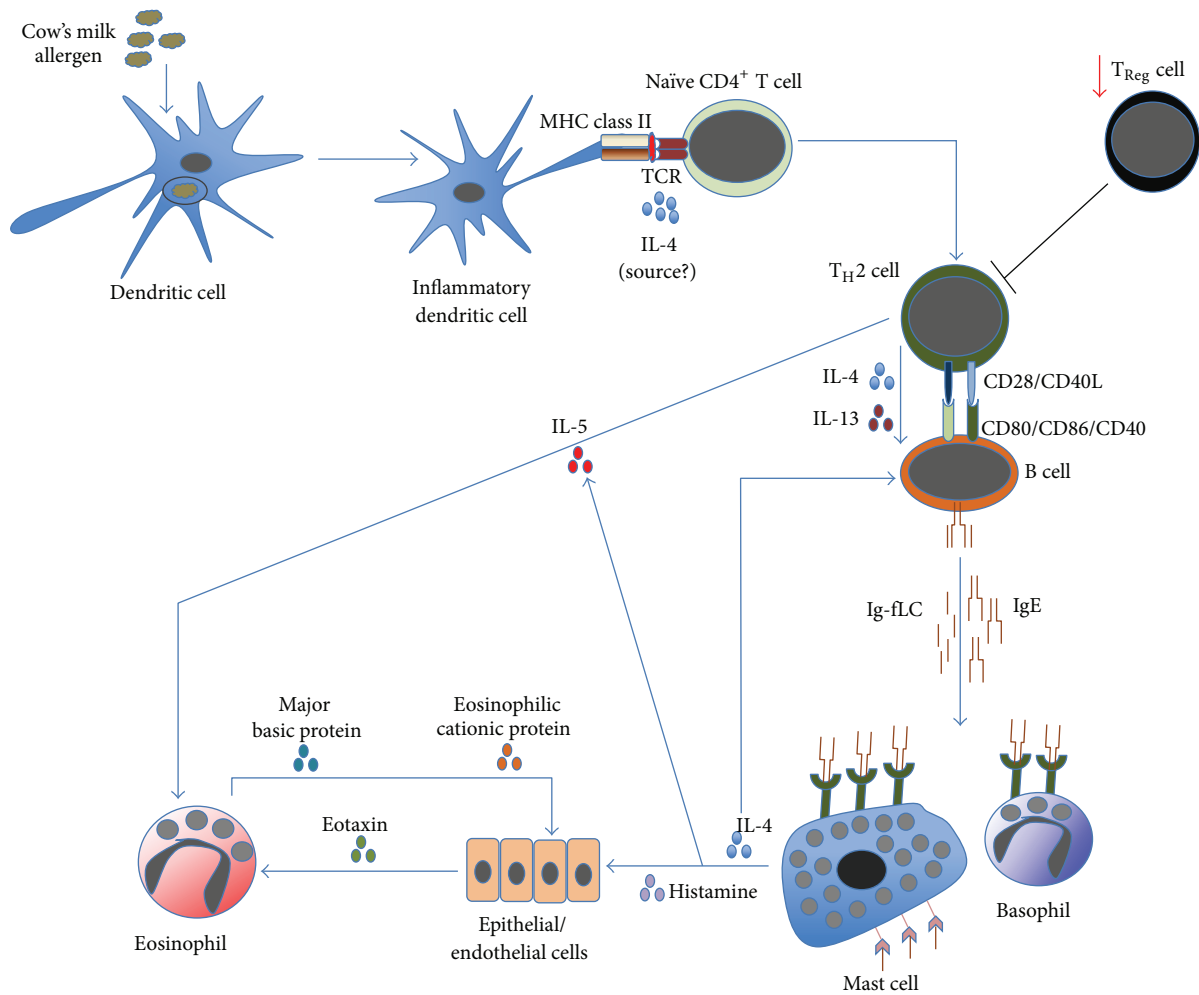 Cow's milk
allergen
Dendritic cell
Inflammatory
dendritic cell
MHC class II
TCR
IL-4
(source?)
Naïve CD4⁺ T cell
T_Reg cell
T_H2 cell
IL-4
IL-13
CD28/CD40L
CD80/CD86/CD40
B cell
IL-5
Ig-fLC
IgE
Major
basic protein
Eosinophilic
cationic protein
Eotaxin
Eosinophil
Epithelial/
endothelial cells
IL-4
Histamine
Mast cell
Basophil